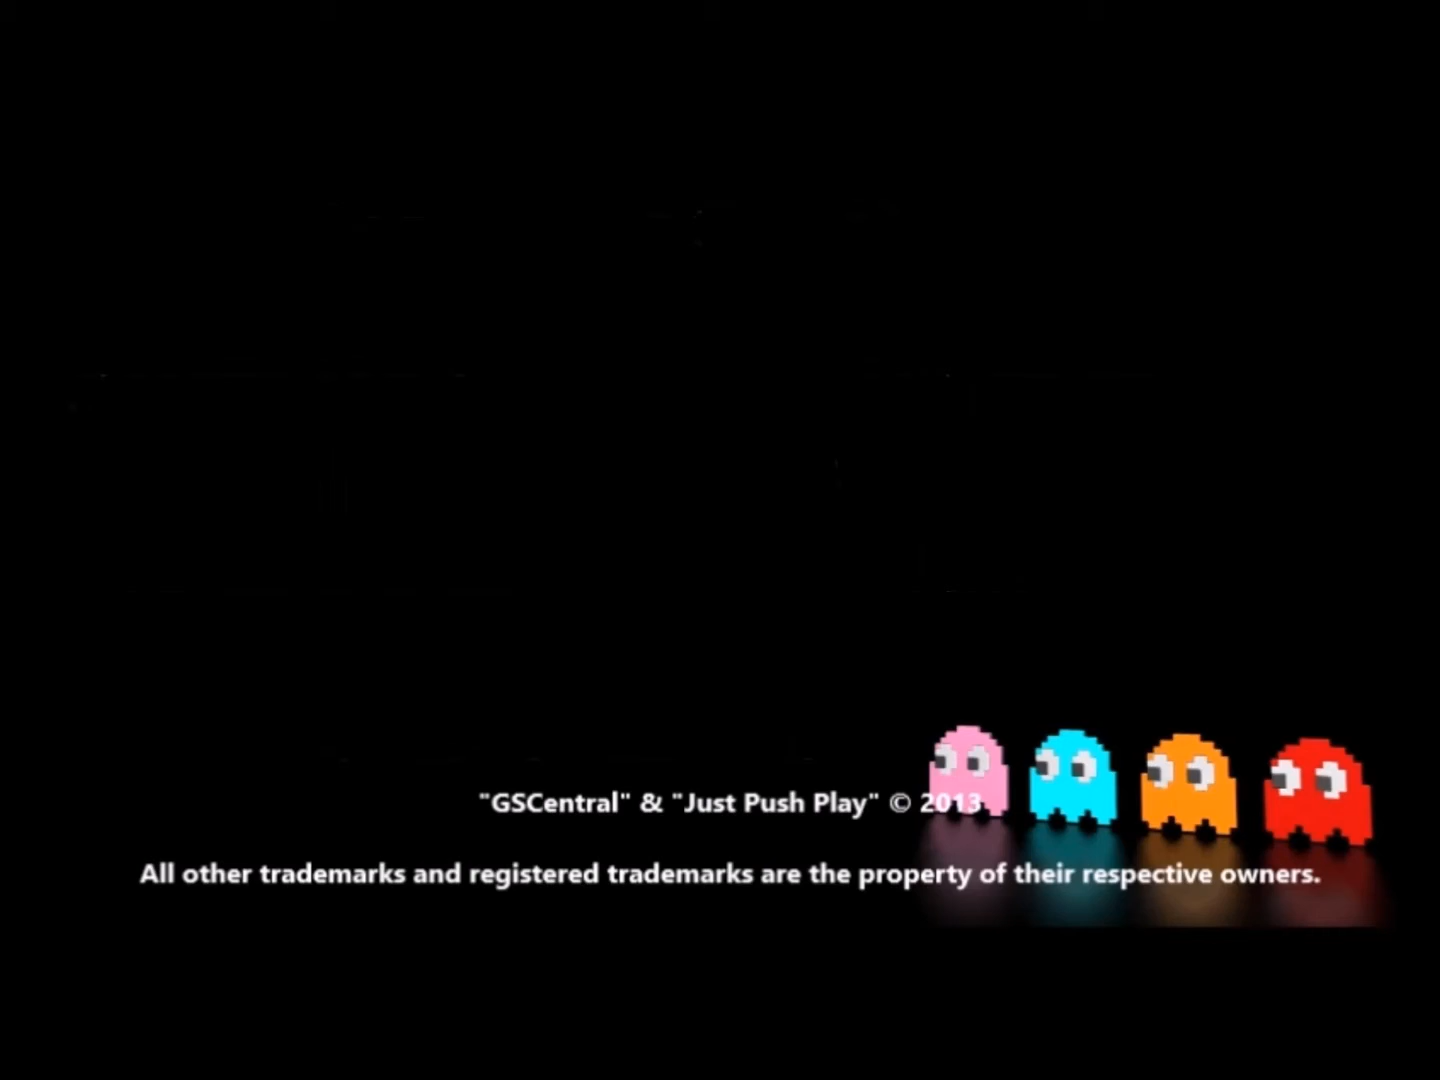 "GSCentral" & "Just Push Play" © 2013
All other trademarks and registered trademarks are the property of their respective owners.